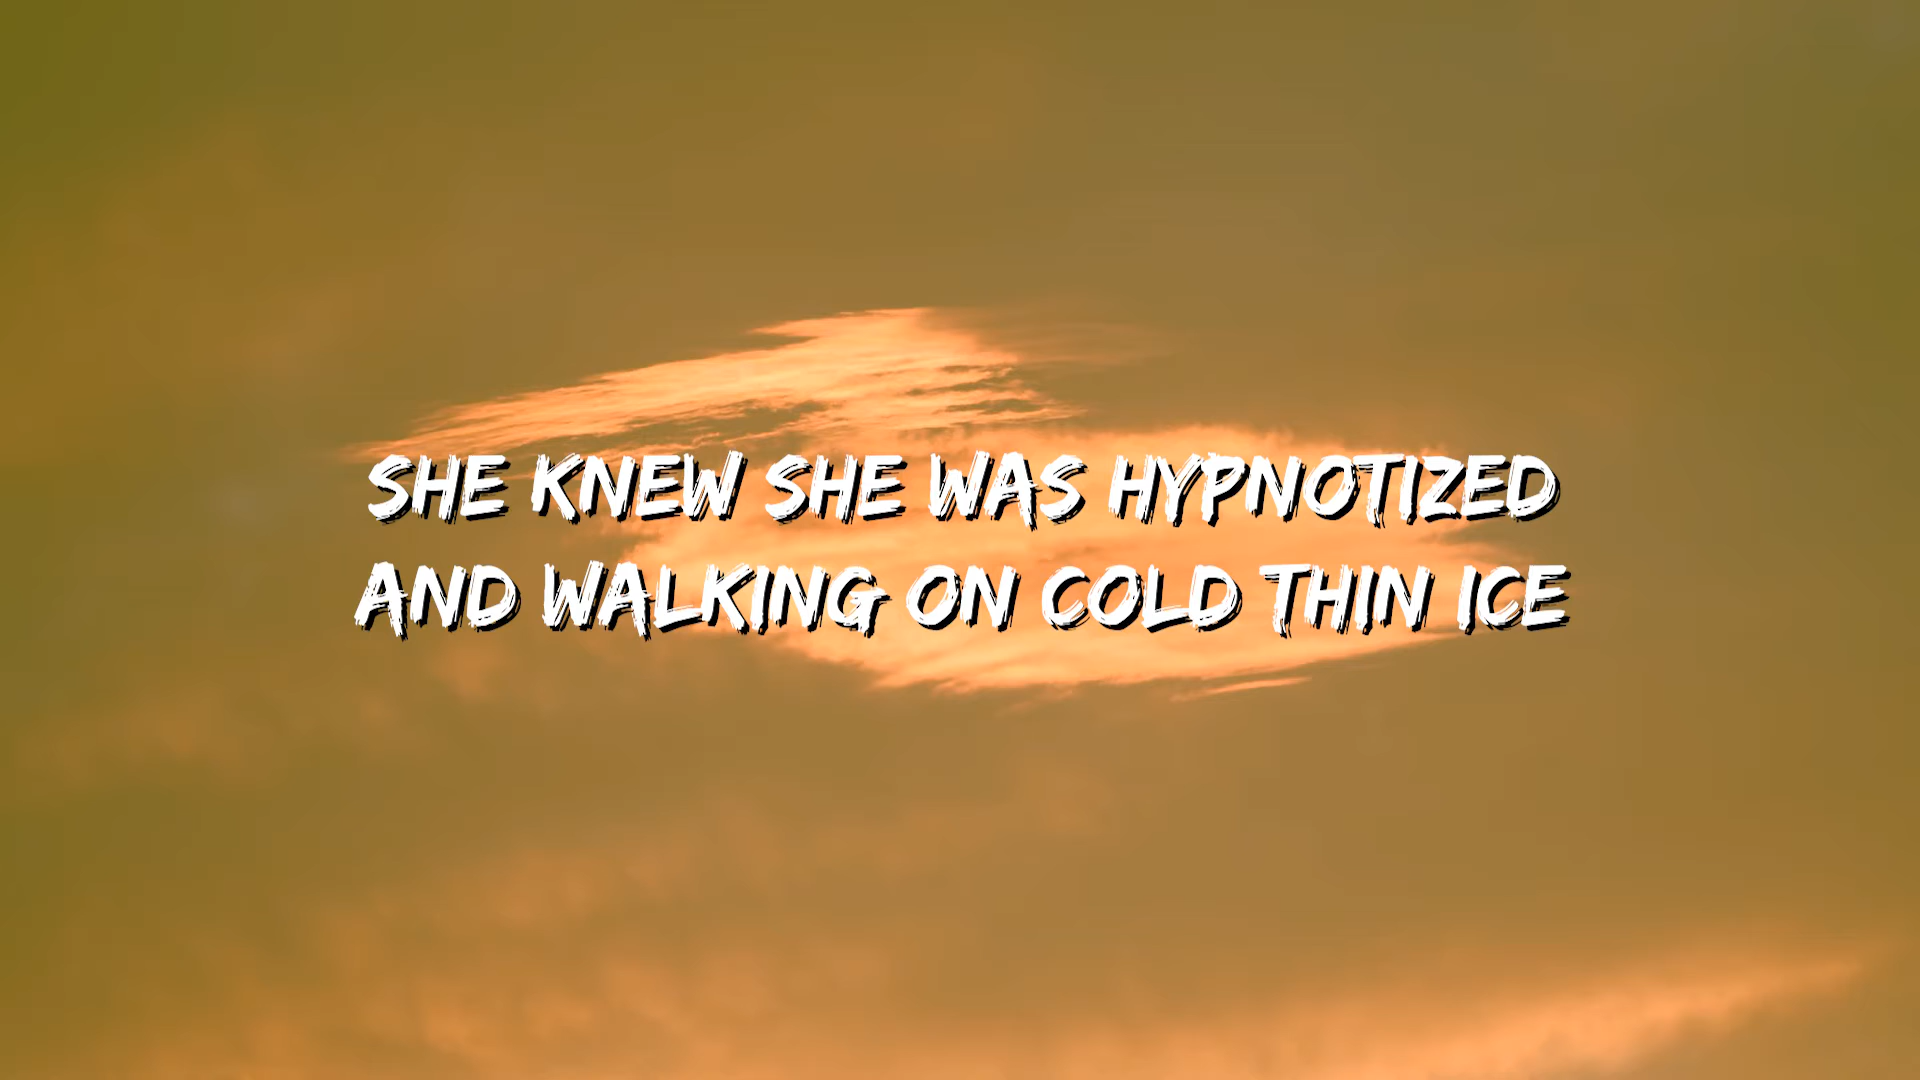 SHE KNEW SHE WAS HYPNOTIZED
AND WALKING ON COLD THIN ICE